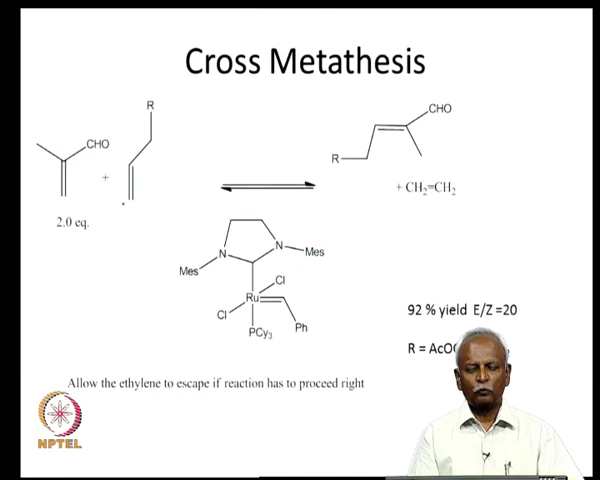 Cross Metathesis
R
CHO
+
2.0 eq.
CHO
R
+ CH₂=CH₂
N
N
Mes
Mes
Cl
Ru
Cl
PCy₃
Ph
92 % yield E/Z =20
R = AcO
Allow the ethylene to escape if reaction has to proceed right
NPTEL